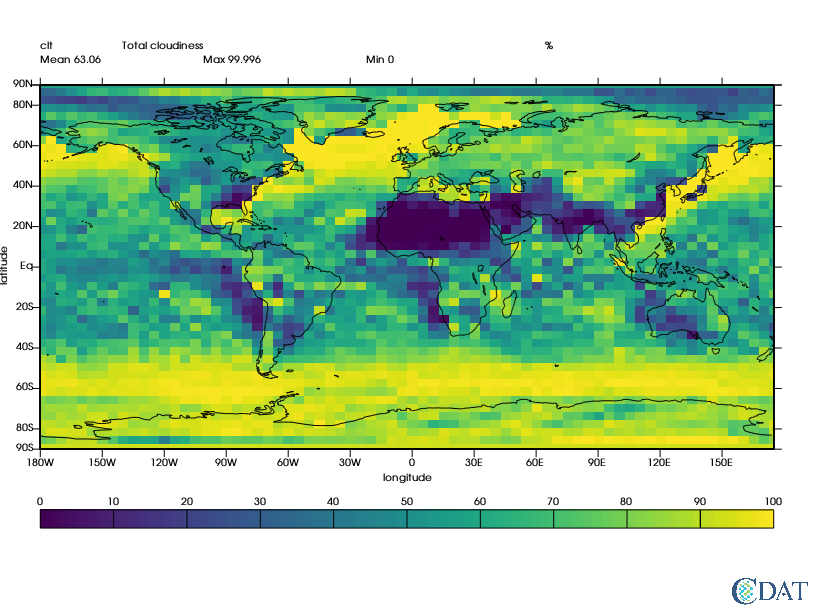 clt Total cloudiness %
Mean 63.06 Max 99.996 Min 0
90N
80N
60N
40N
20N
Eq
20S
40S
60S
80S
90S
latitude
180W 150W 120W 90W 60W 30W 0 30E 60E 90E 120E 150E
longitude
0 10 20 30 40 50 60 70 80 90 100
CDAT